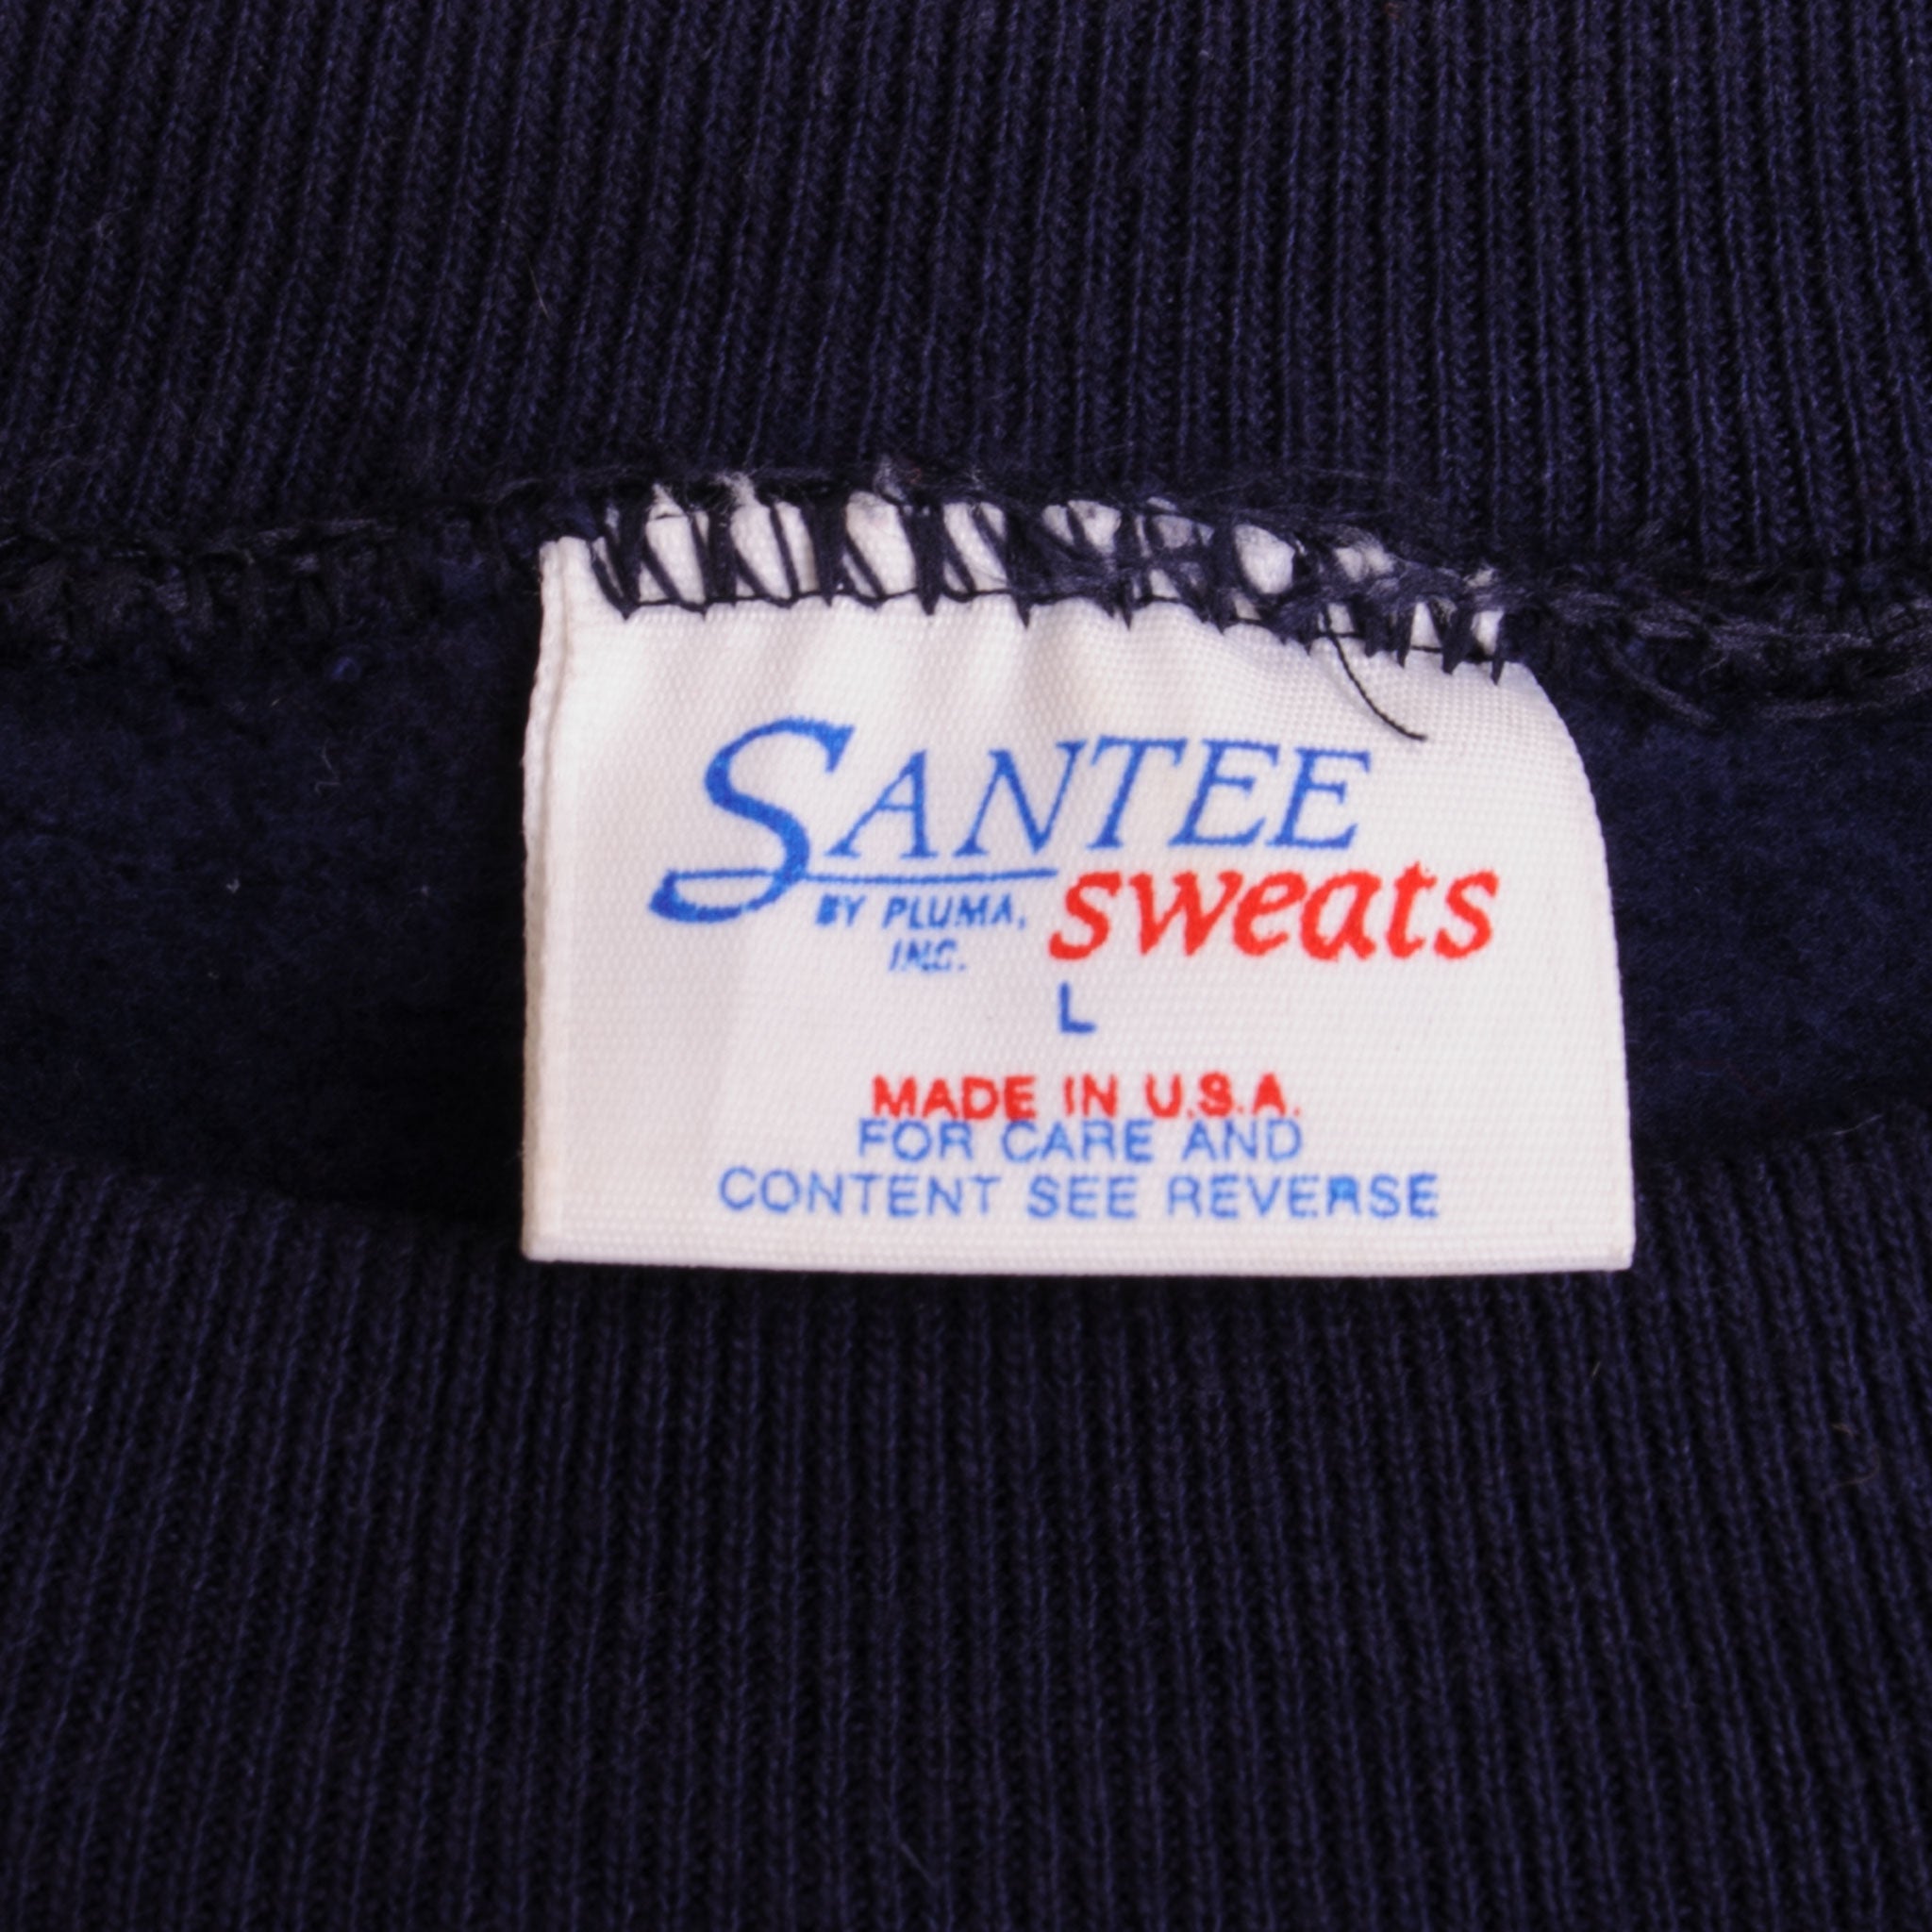 SANTEE
BY PLUMA, sweats
INC.
L
MADE IN U.S.A.
FOR CARE AND
CONTENT SEE REVERSE